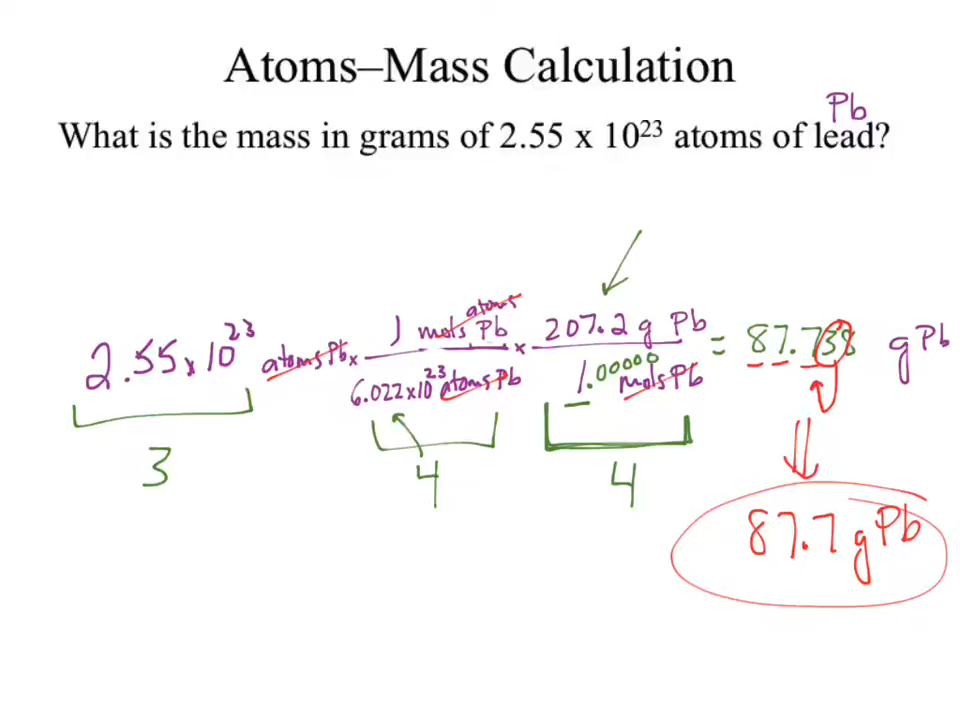 Atoms–Mass Calculation
Pb
What is the mass in grams of 2.55 x 10²³ atoms of lead?
2.55 x 10²³ atoms Pb x 1 mols atoms Pb / 6.022 x 10²³ atoms Pb x 207.2 g Pb / 1.00000 mols Pb = 87.738 g Pb
3 4 4
87.7 g Pb